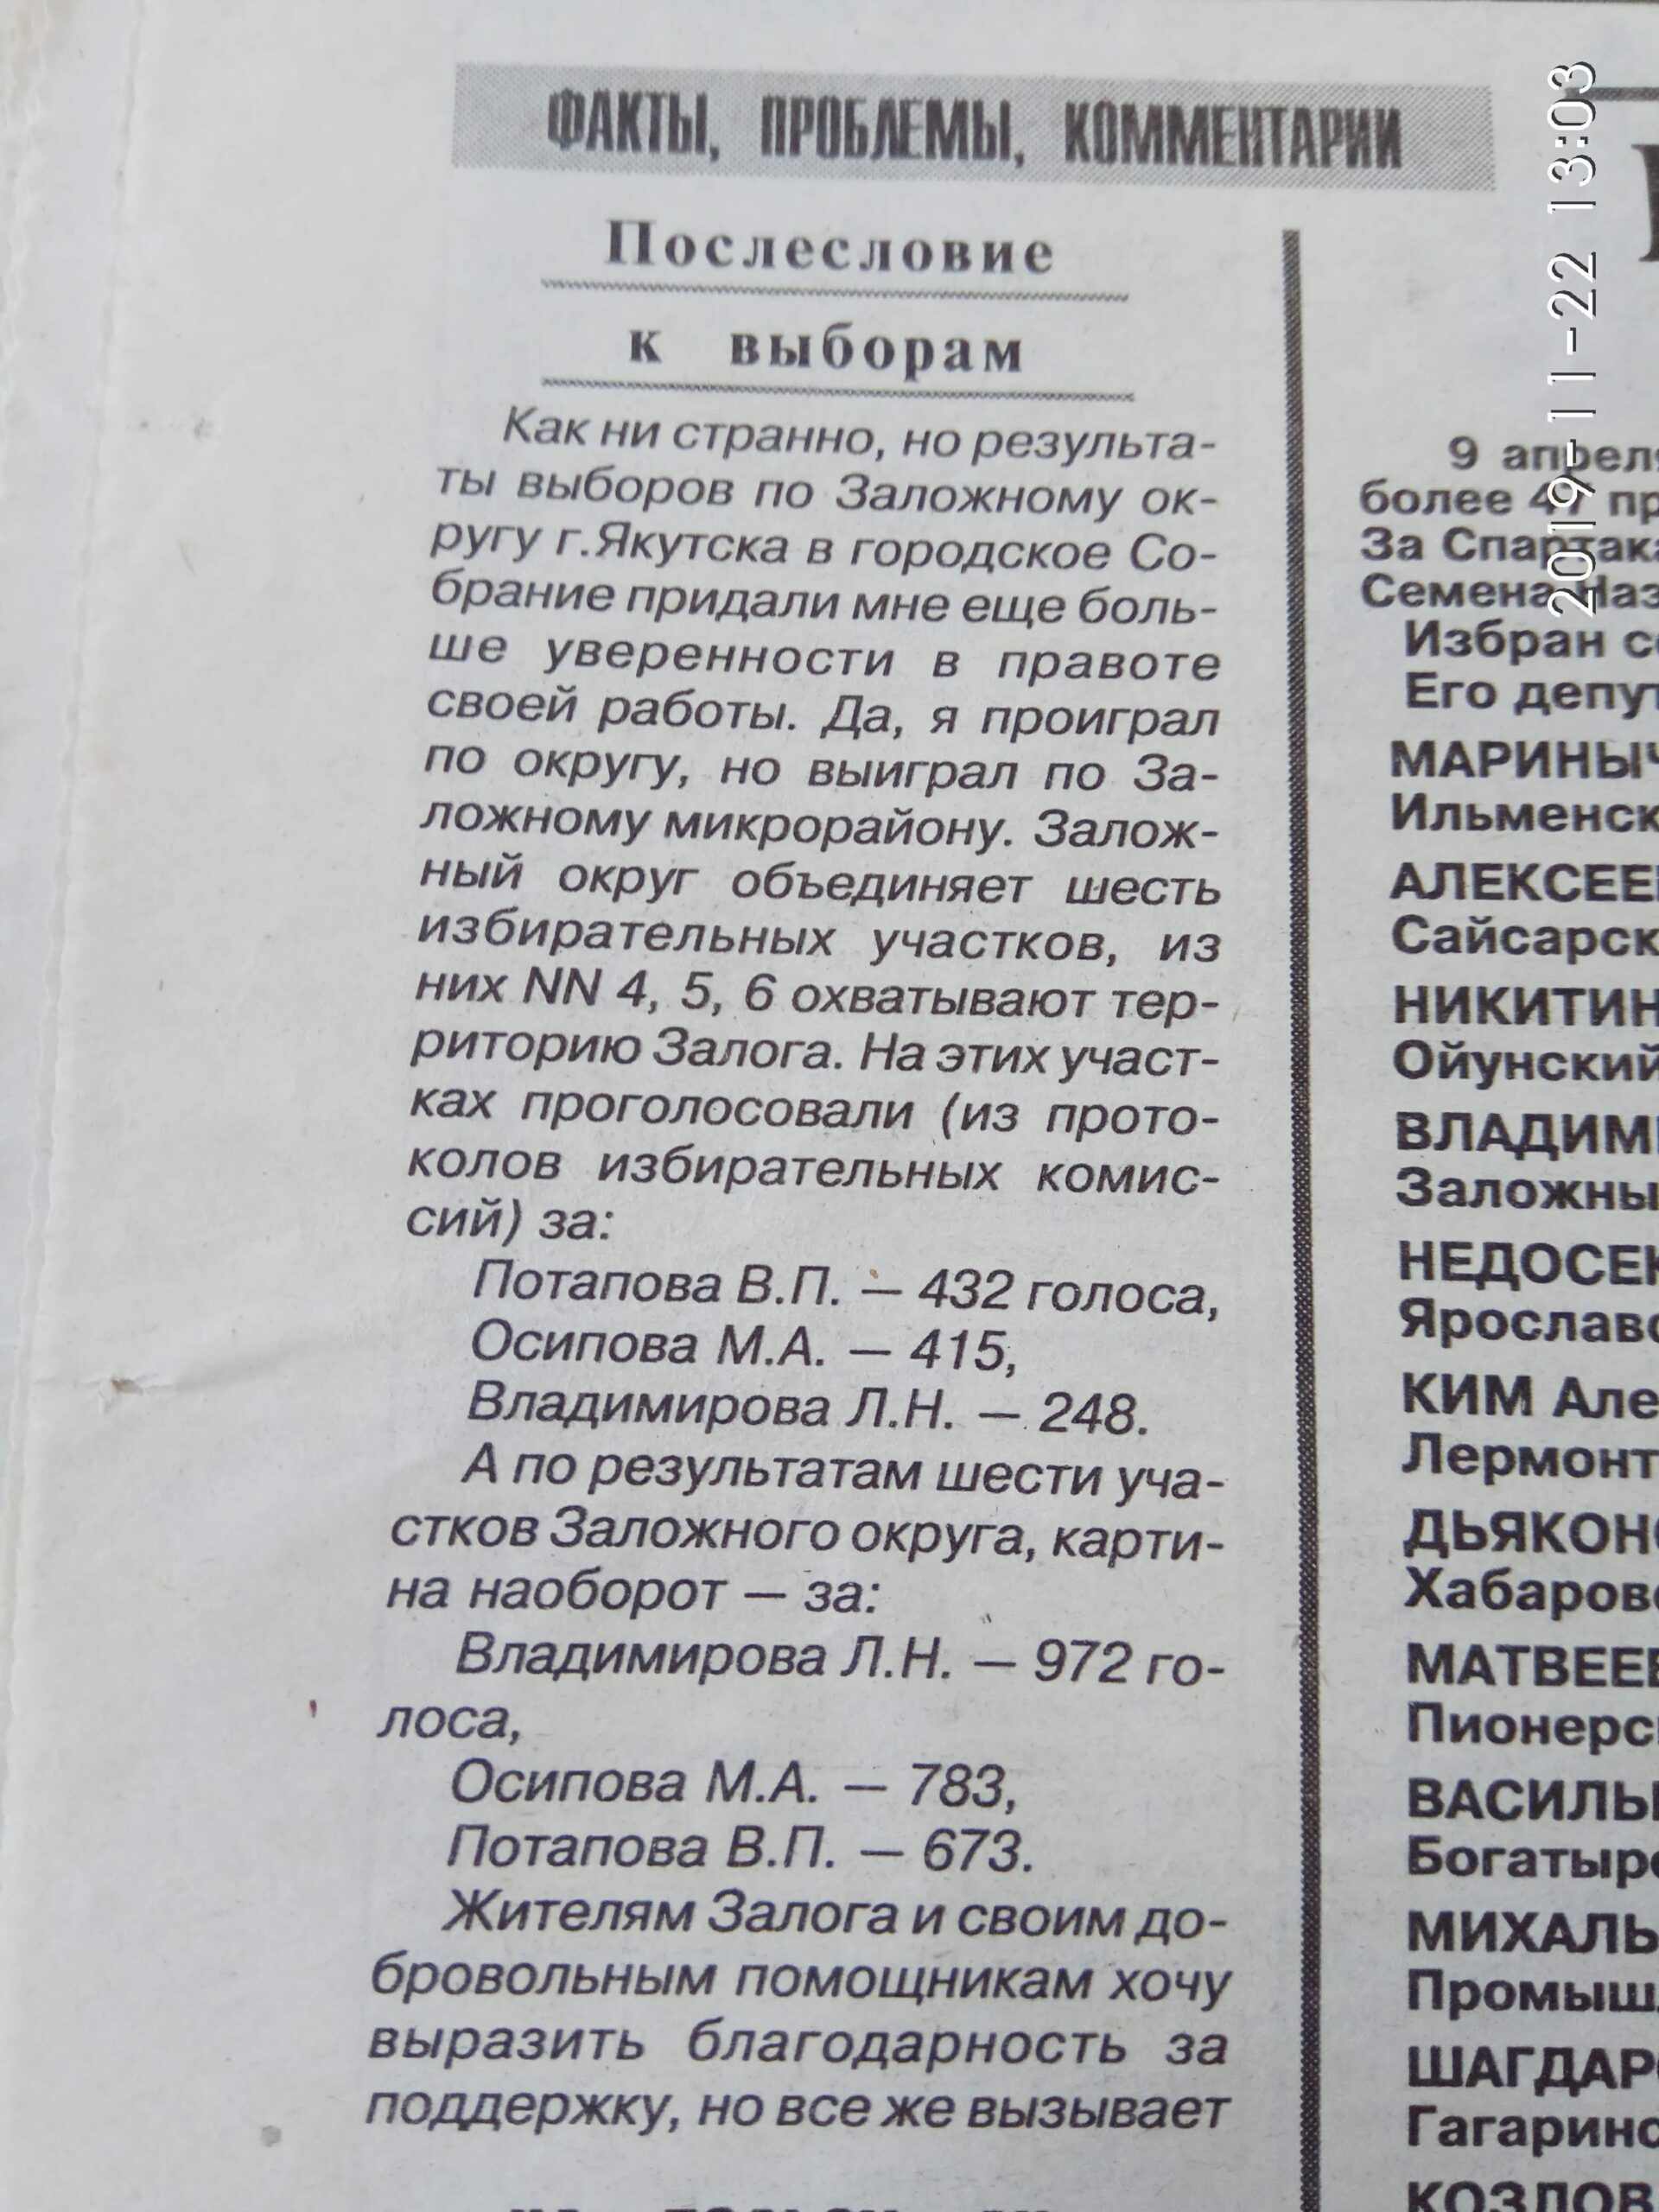 ФАКТЫ, ПРОБЛЕМЫ, КОММЕНТАРИИ
Послесловие
к выборам
Как ни странно, но результа-
ты выборов по Заложному ок-
ругу г.Якутска в городское Со-
брание придали мне еще боль-
ше уверенности в правоте
своей работы. Да, я проиграл
по округу, но выиграл по За-
ложному микрорайону. Залож-
ный округ объединяет шесть
избирательных участков, из
них NN 4, 5, 6 охватывают тер-
риторию Залога. На этих участ-
ках проголосовали (из прото-
колов избирательных комис-
сий) за:
Потапова В.П. — 432 голоса,
Осипова М.А. — 415,
Владимирова Л.Н. — 248.
А по результатам шести уча-
стков Заложного округа, карти-
на наоборот — за:
Владимирова Л.Н. — 972 го-
лоса,
Осипова М.А. — 783,
Потапова В.П. — 673.
Жителям Залога и своим до-
бровольным помощникам хочу
выразить благодарность за
поддержку, но все же вызывает
9 апреля
более
За Спартака
Семена
Избран
Его
МАРИНЫЧ
Ильменск
АЛЕКСЕЕ
Сайсарск
НИКИТИН
Ойунский
ВЛАДИМ
Заложны
НЕДОСЕК
Ярослав
КИМ Але
Лермонт
ДЬЯКОН
Хабаров
МАТВЕЕ
Пионерс
ВАСИЛЬ
Богатыр
МИХАЛЬ
Промыш
ШАГДАР
Гагарин
КОЗЛОВ
2019-11-22 13:03